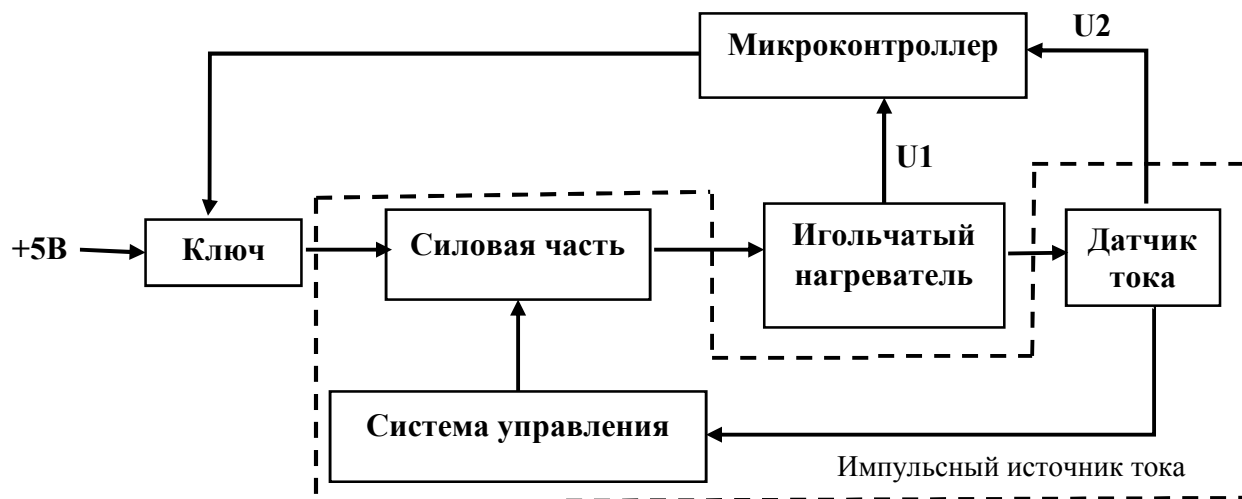 Микроконтроллер
U2
U1
+5В
Ключ
Силовая часть
Игольчатый
нагреватель
Датчик
тока
Система управления
Импульсный источник тока